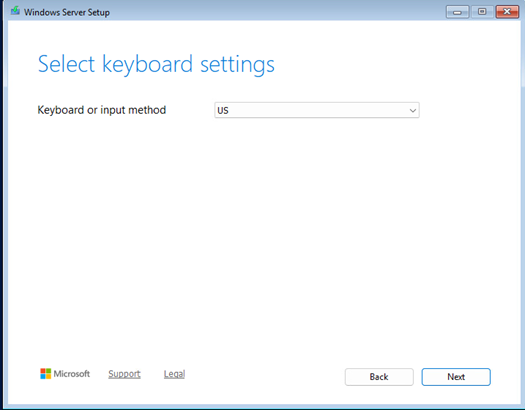 Windows Server Setup
Select keyboard settings
Keyboard or input method US
Microsoft Support Legal Back Next